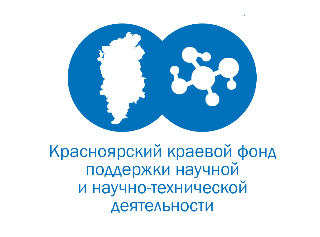 Красноярский краевой фонд
поддержки научной
и научно-технической
деятельности